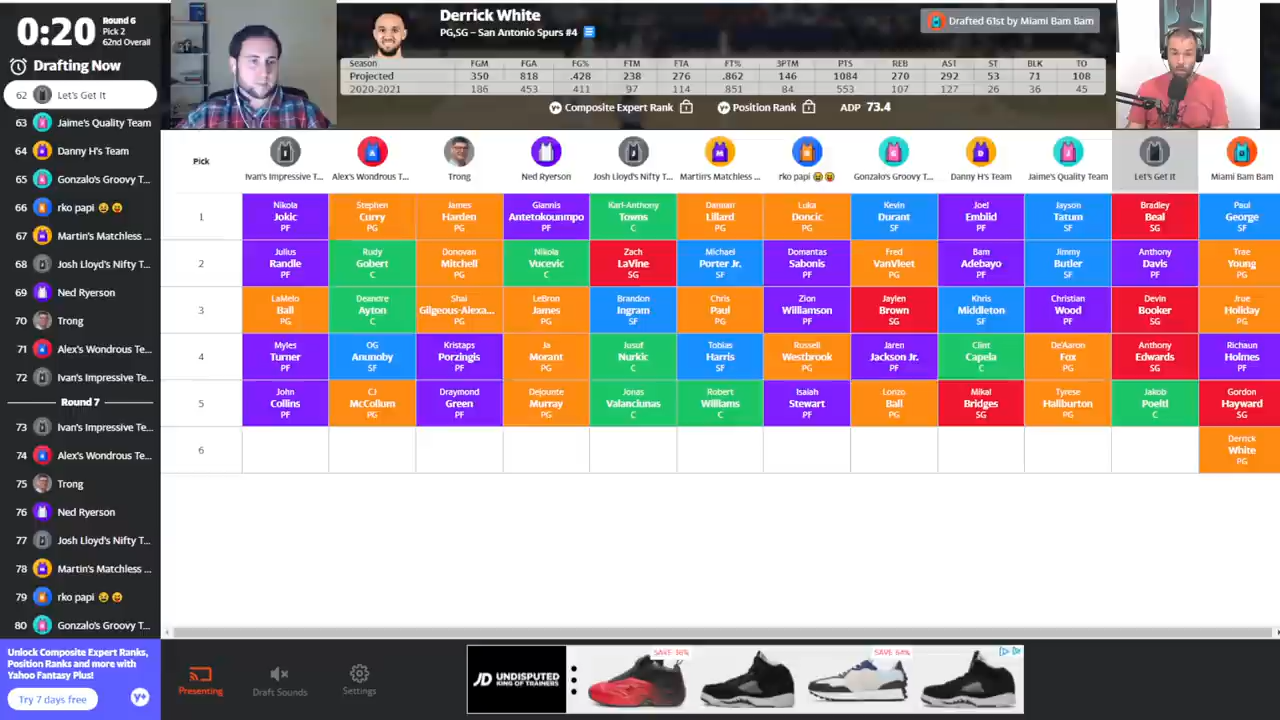 0:20
Round 6
Pick 2
62nd Overall
Drafting Now
62 Let's Get It
63 Jaime's Quality Team
64 Danny H's Team
65 Gonzalo's Groovy T...
66 rko papi 😆 😝
67 Martin's Matchless ...
68 Josh Lloyd's Nifty T...
69 Ned Ryerson
70 Trong
71 Alex's Wondrous Te...
72 Ivan's Impressive Te...
Round 7
73 Ivan's Impressive Te...
74 Alex's Wondrous Te...
75 Trong
76 Ned Ryerson
77 Josh Lloyd's Nifty T...
78 Martin's Matchless ...
79 rko papi 😆 😝
80 Gonzalo's Groovy T...
Unlock Composite Expert Ranks,
Position Ranks and more with
Yahoo Fantasy Plus!
Try 7 days free
Y+
Derrick White
PG,SG – San Antonio Spurs #4
Drafted 61st by Miami Bam Bam
Season FGM FGA FG% FTM FTA FT% 3PTM PTS REB AST ST BLK TO
Projected 350 818 .428 238 276 .862 146 1084 270 292 53 71 108
2020-2021 186 453 .411 97 114 .851 84 553 107 127 26 36 45
Y+ Composite Expert Rank Y+ Position Rank ADP 73.4
Pick
Ivan's Impressive T...
Alex's Wondrous T...
Trong
Ned Ryerson
Josh Lloyd's Nifty T...
Martin's Matchless ...
rko papi 😆 😝
Gonzalo's Groovy T...
Danny H's Team
Jaime's Quality Team
Let's Get It
Miami Bam Bam
1
Nikola Jokic PF
Stephen Curry PG
James Harden PG
Giannis Antetokounmpo PF
Karl-Anthony Towns C
Damian Lillard PG
Luka Doncic PG
Kevin Durant SF
Joel Embiid PF
Jayson Tatum SF
Bradley Beal SG
Paul George SF
2
Julius Randle PF
Rudy Gobert C
Donovan Mitchell PG
Nikola Vucevic C
Zach LaVine SG
Michael Porter Jr. SF
Domantas Sabonis PF
Fred VanVleet PG
Bam Adebayo PF
Jimmy Butler SF
Anthony Davis PF
Trae Young PG
3
LaMelo Ball PG
Deandre Ayton C
Shai Gilgeous-Alexa... PG
LeBron James PG
Brandon Ingram SF
Chris Paul PG
Zion Williamson PF
Jaylen Brown SG
Khris Middleton SF
Christian Wood PF
Devin Booker SG
Jrue Holiday PG
4
Myles Turner PF
OG Anunoby SF
Kristaps Porzingis PF
Ja Morant PG
Jusuf Nurkic C
Tobias Harris SF
Russell Westbrook PG
Jaren Jackson Jr. PF
Clint Capela C
De'Aaron Fox PG
Anthony Edwards SG
Richaun Holmes PF
5
John Collins PF
CJ McCollum PG
Draymond Green PF
Dejounte Murray PG
Jonas Valanciunas C
Robert Williams C
Isaiah Stewart PF
Lonzo Ball PG
Mikal Bridges SG
Tyrese Haliburton PG
Jakob Poeltl C
Gordon Hayward SG
6
Derrick White PG
Presenting
Draft Sounds
Settings
JD UNDISPUTED
KING OF TRAINERS
SAVE 36%
SAVE 64%